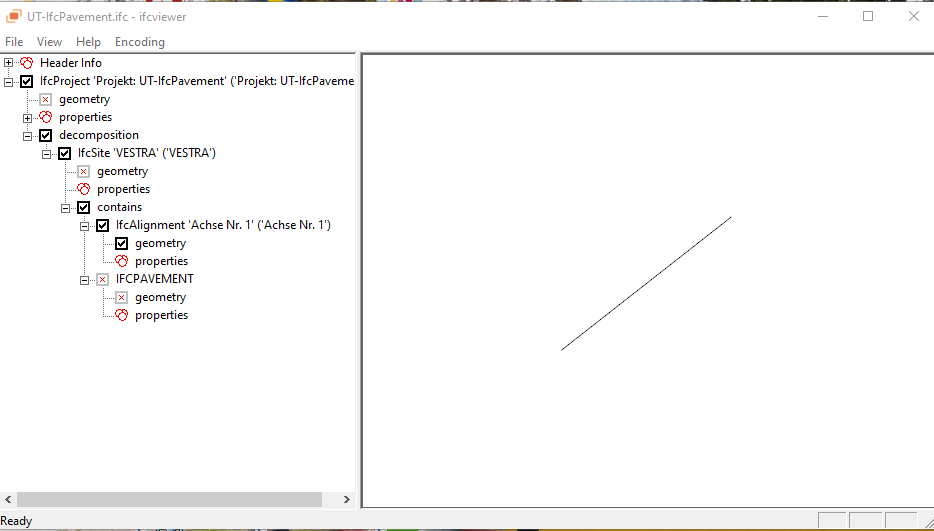 UT-IfcPavement.ifc - ifcviewer
File View Help Encoding
Header Info
IfcProject 'Projekt: UT-IfcPavement' ('Projekt: UT-IfcPaveme
geometry
properties
decomposition
IfcSite 'VESTRA' ('VESTRA')
geometry
properties
contains
IfcAlignment 'Achse Nr. 1' ('Achse Nr. 1')
geometry
properties
IFCPAVEMENT
geometry
properties
Ready